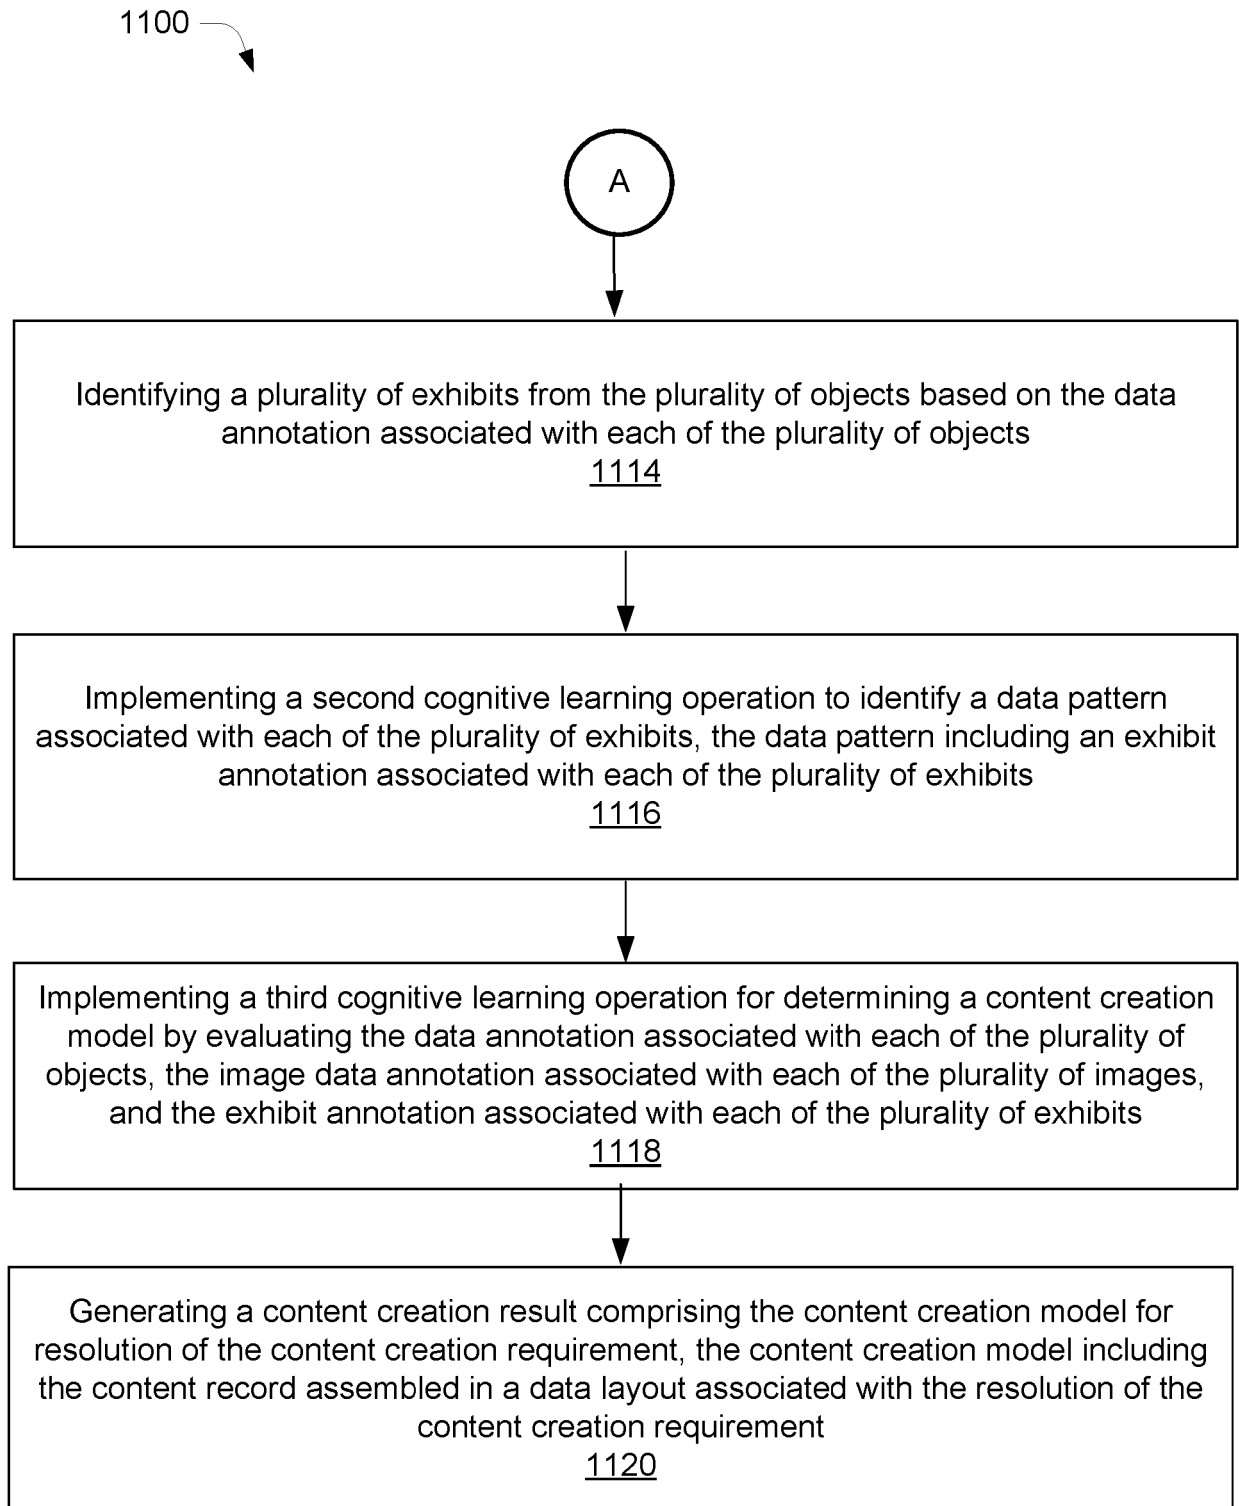 1100
A
Identifying a plurality of exhibits from the plurality of objects based on the data
annotation associated with each of the plurality of objects
1114
Implementing a second cognitive learning operation to identify a data pattern
associated with each of the plurality of exhibits, the data pattern including an exhibit
annotation associated with each of the plurality of exhibits
1116
Implementing a third cognitive learning operation for determining a content creation
model by evaluating the data annotation associated with each of the plurality of
objects, the image data annotation associated with each of the plurality of images,
and the exhibit annotation associated with each of the plurality of exhibits
1118
Generating a content creation result comprising the content creation model for
resolution of the content creation requirement, the content creation model including
the content record assembled in a data layout associated with the resolution of the
content creation requirement
1120